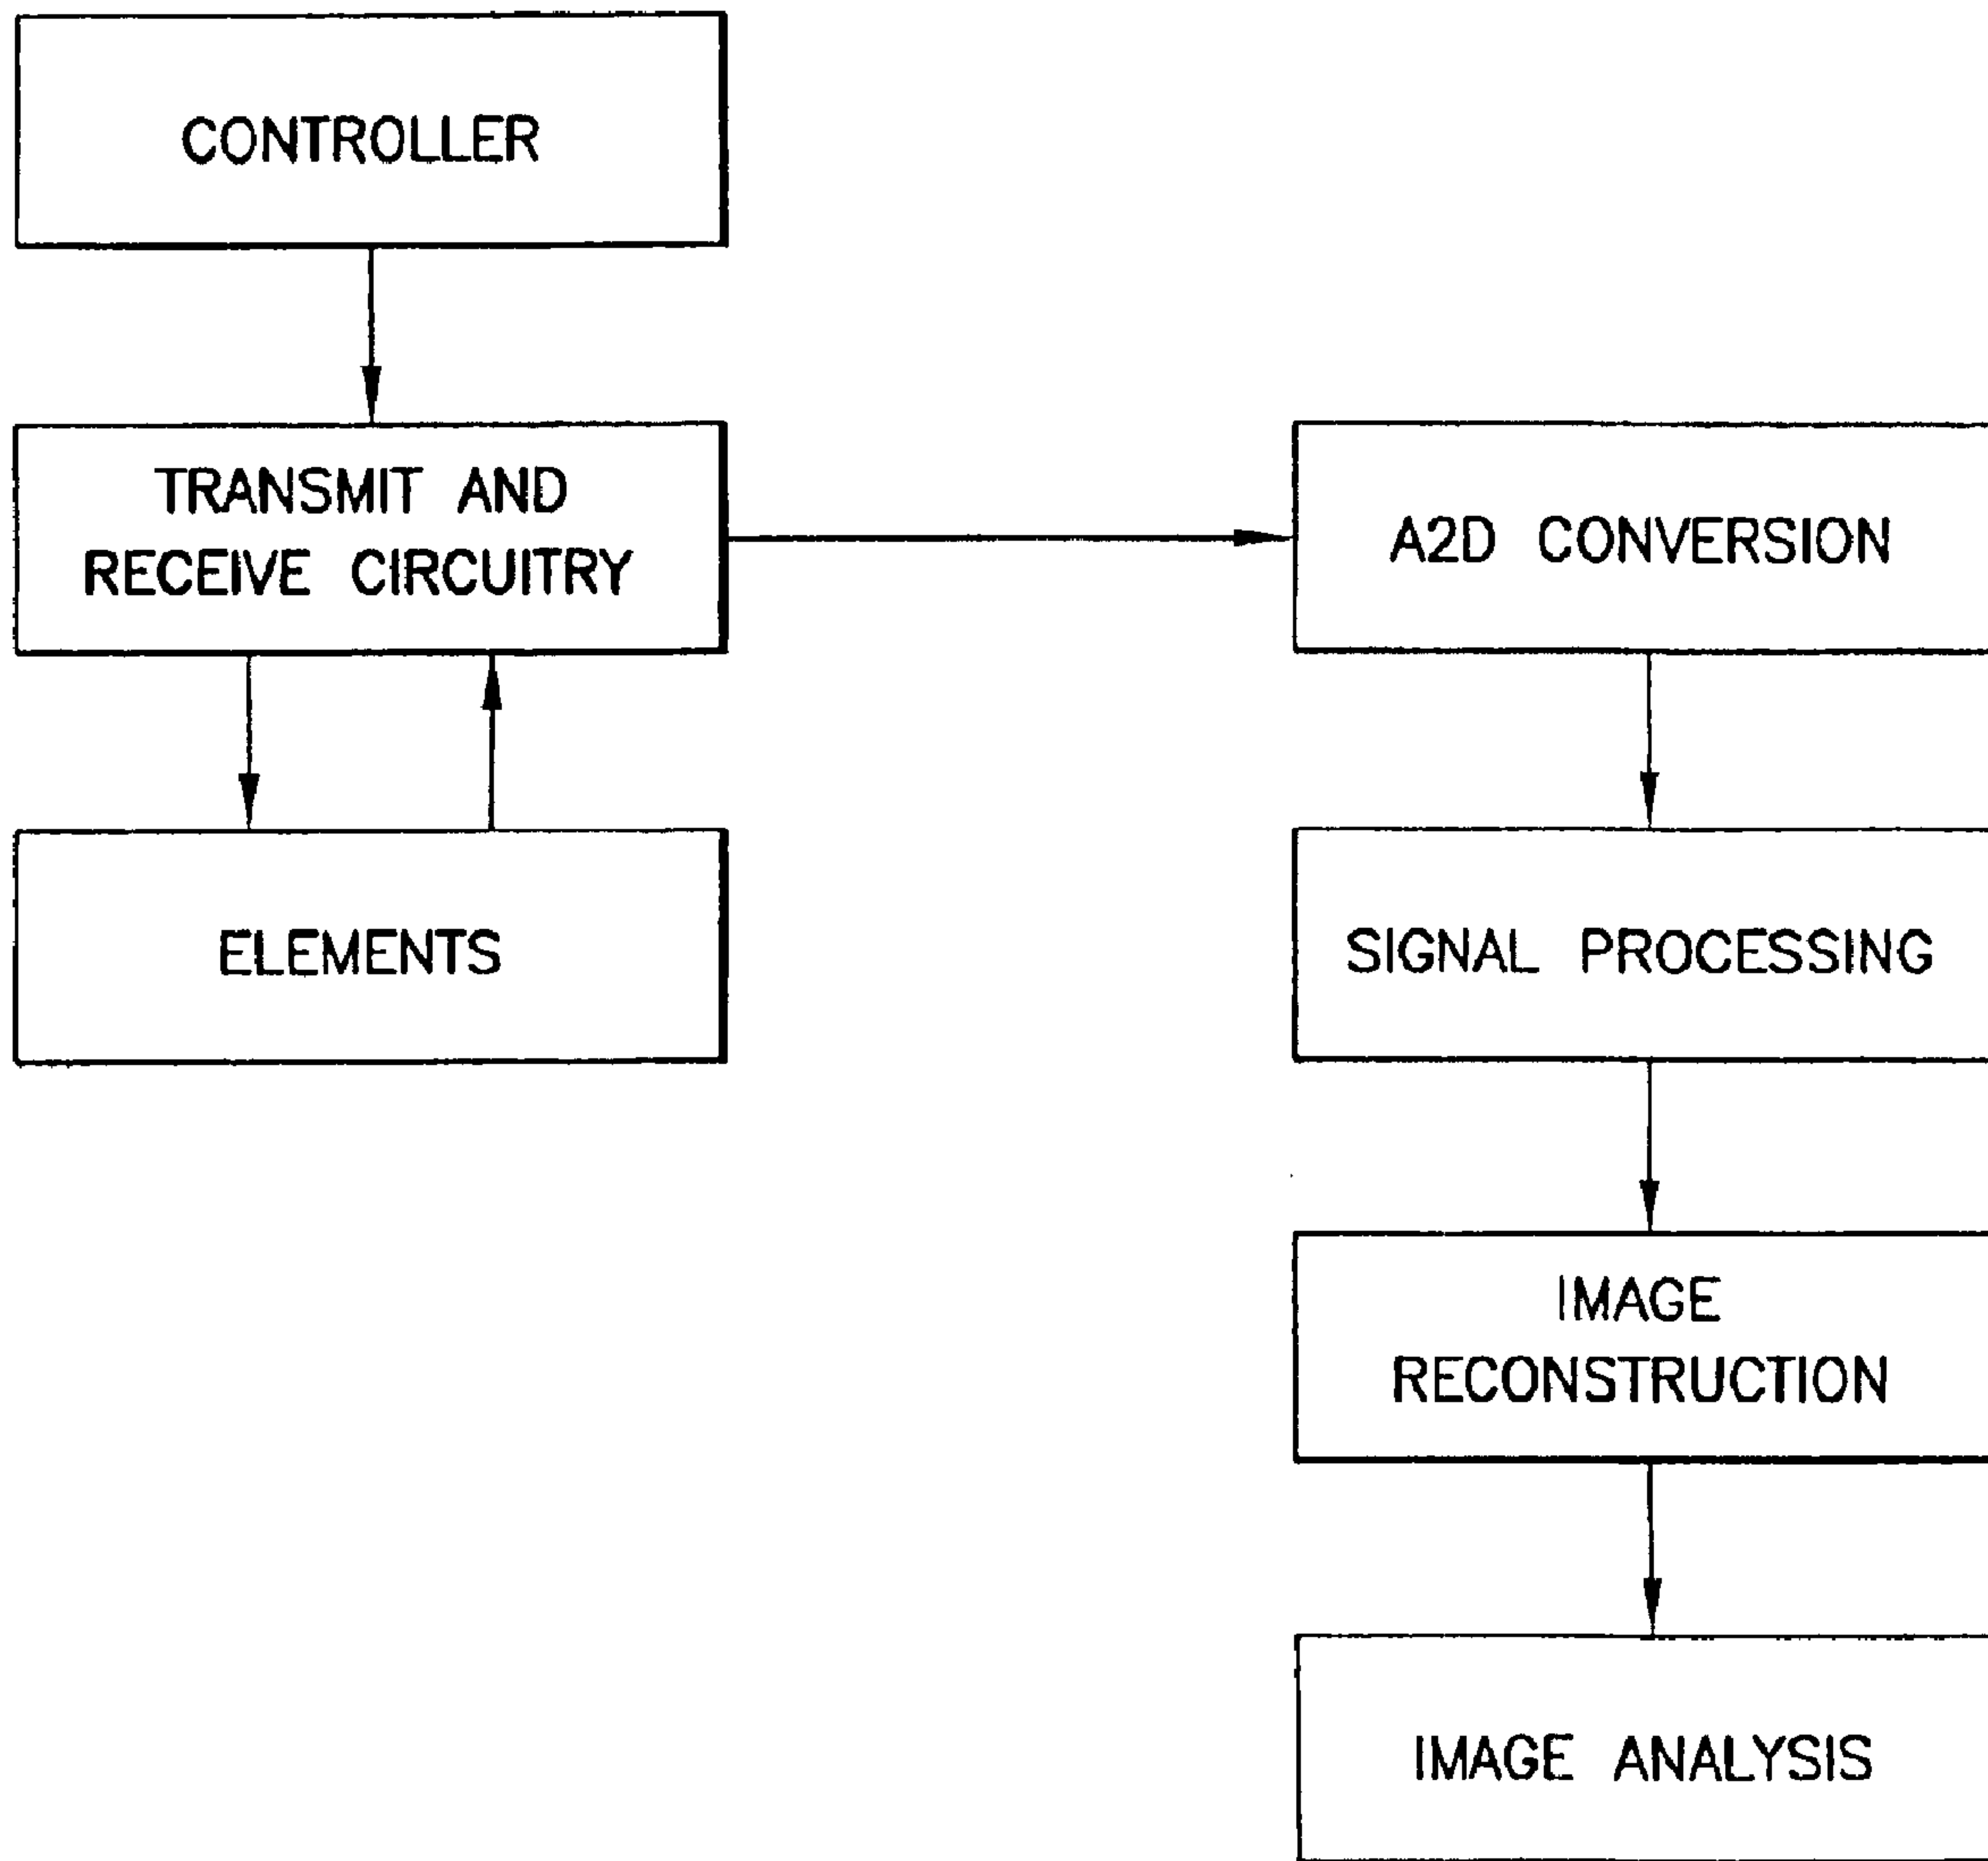 CONTROLLER
TRANSMIT AND
RECEIVE CIRCUITRY
A2D CONVERSION
ELEMENTS
SIGNAL PROCESSING
IMAGE
RECONSTRUCTION
IMAGE ANALYSIS